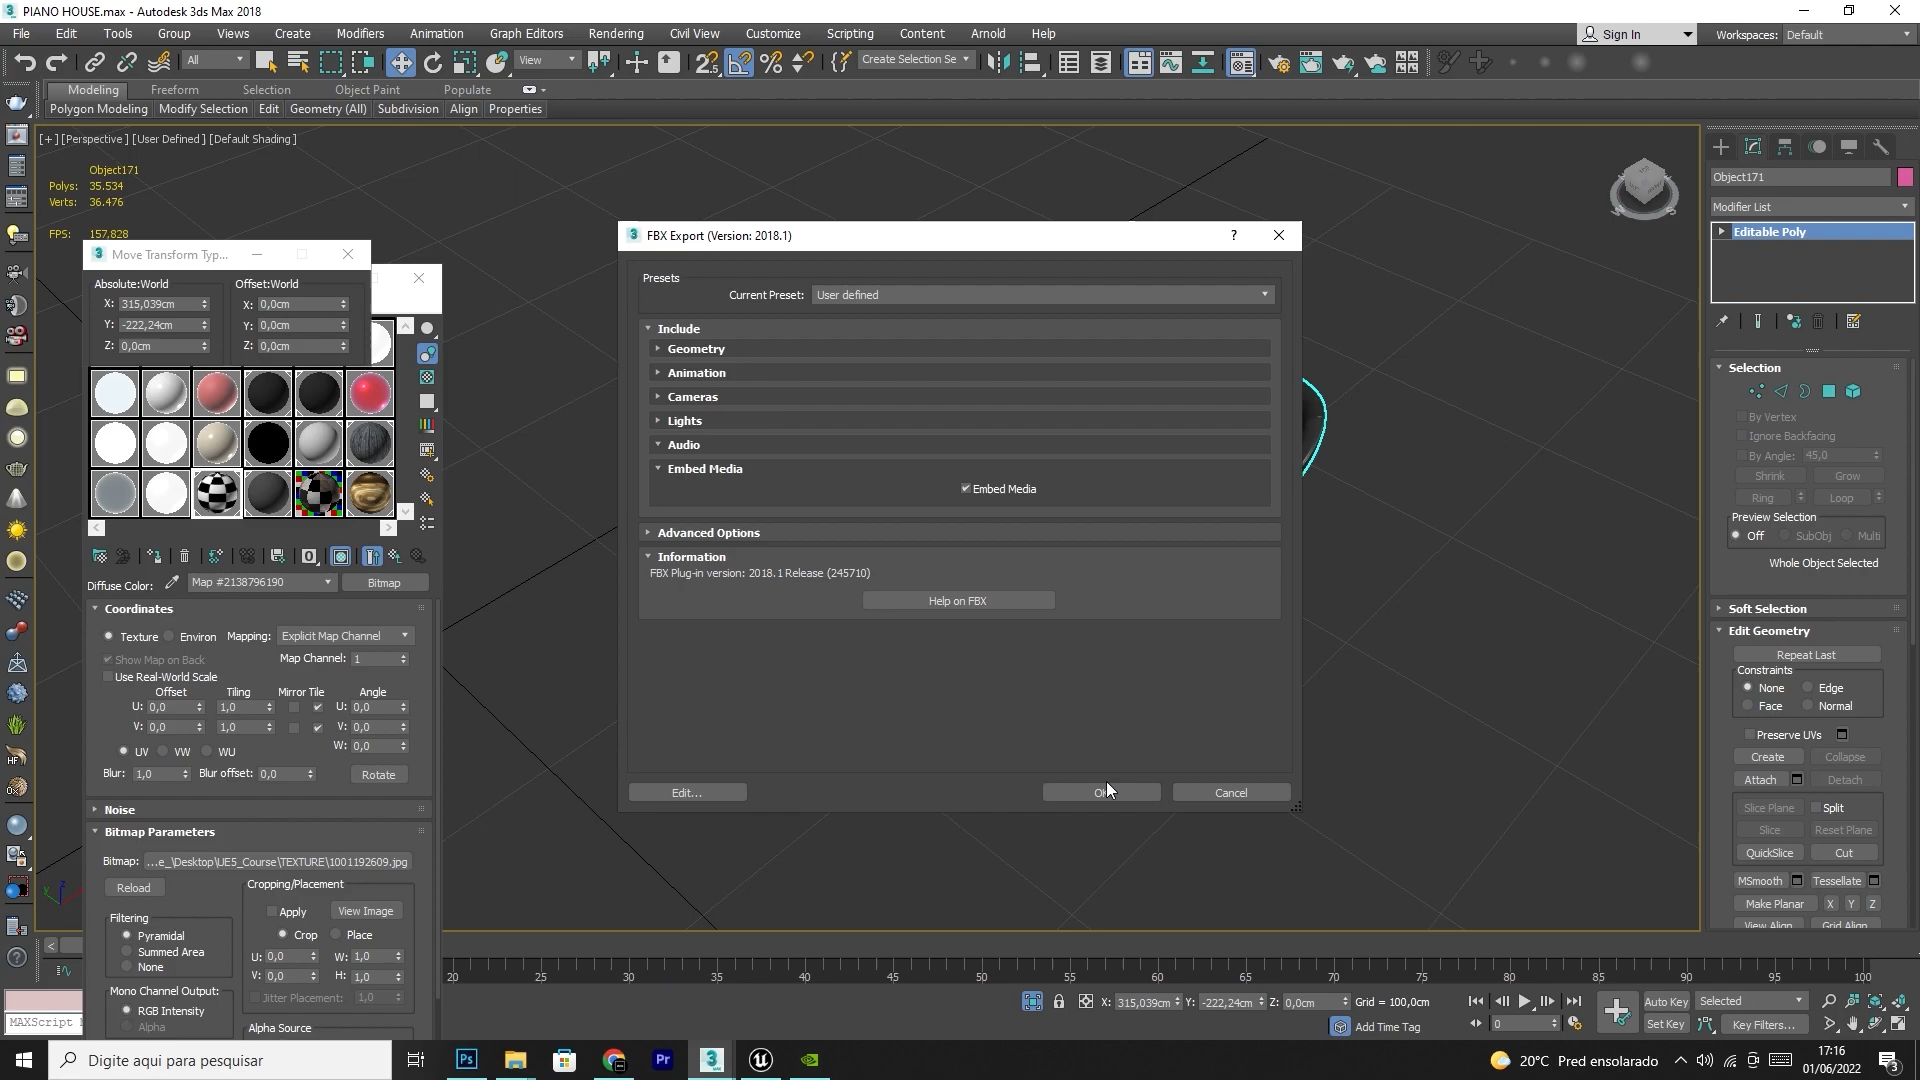 PIANO HOUSE.max - Autodesk 3ds Max 2018
File Edit Tools Group Views Create Modifiers Animation Graph Editors Rendering Civil View Customize Scripting Content Arnold Help
Sign In
Workspaces: Default
All
View
Create Selection Se
Modeling Freeform Selection Object Paint Populate
Polygon Modeling Modify Selection Edit Geometry (All) Subdivision Align Properties
[+] [Perspective] [User Defined] [Default Shading]
Object171
Polys: 35.534
Verts: 36.476
FPS: 157,828
Move Transform Typ...
Absolute:World Offset:World
X: 315,039cm X: 0,0cm
Y: -222,24cm Y: 0,0cm
Z: 0,0cm Z: 0,0cm
Diffuse Color: Map #2138796190 Bitmap
Coordinates
Texture Environ Mapping: Explicit Map Channel
Show Map on Back Map Channel: 1
Use Real-World Scale
Offset Tiling Mirror Tile Angle
U: 0,0 1,0 U: 0,0
V: 0,0 1,0 V: 0,0
W: 0,0
UV VW WU
Blur: 1,0 Blur offset: 0,0 Rotate
Noise
Bitmap Parameters
Bitmap: ...e_\Desktop\UE5_Course\TEXTURE\1001192609.jpg
Reload
Cropping/Placement
Apply View Image
Crop Place
U: 0,0 W: 1,0
V: 0,0 H: 1,0
Jitter Placement: 1,0
Filtering
Pyramidal
Summed Area
None
Mono Channel Output:
RGB Intensity
Alpha
Alpha Source
FBX Export (Version: 2018.1)
Presets
Current Preset: User defined
Include
Geometry
Animation
Cameras
Lights
Audio
Embed Media
Embed Media
Advanced Options
Information
FBX Plug-in version: 2018.1 Release (245710)
Help on FBX
Edit...
Cancel
Object171
Modifier List
Editable Poly
Selection
By Vertex
Ignore Backfacing
By Angle: 45,0
Shrink Grow
Ring Loop
Preview Selection
Off SubObj Multi
Whole Object Selected
Soft Selection
Edit Geometry
Repeat Last
Constraints
None Edge
Face Normal
Preserve UVs
Create Collapse
Attach Detach
Slice Plane Split
Slice Reset Plane
QuickSlice Cut
MSmooth Tessellate
Make Planar X Y Z
View Align Grid Align
20 25 30 35 40 45 50 55 60 65 70 75 80 85 90 95 100
X: 315,039cm Y: -222,24cm Z: 0,0cm Grid = 100,0cm
Add Time Tag
0
Auto Key Selected
Set Key Key Filters...
MAXScript
Digite aqui para pesquisar
20°C Pred ensolarado
17:16
01/06/2022
3